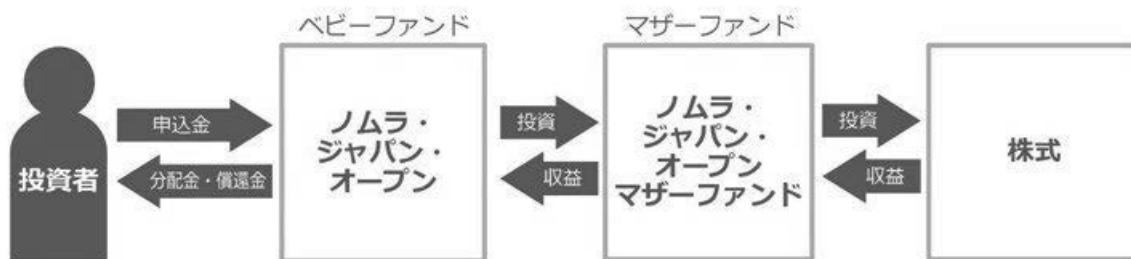 ベビーファンド
マザーファンド
投資者
申込金
分配金・償還金
ノムラ・
ジャパン・
オープン
投資
収益
ノムラ・
ジャパン・
オープン
マザーファンド
投資
収益
株式